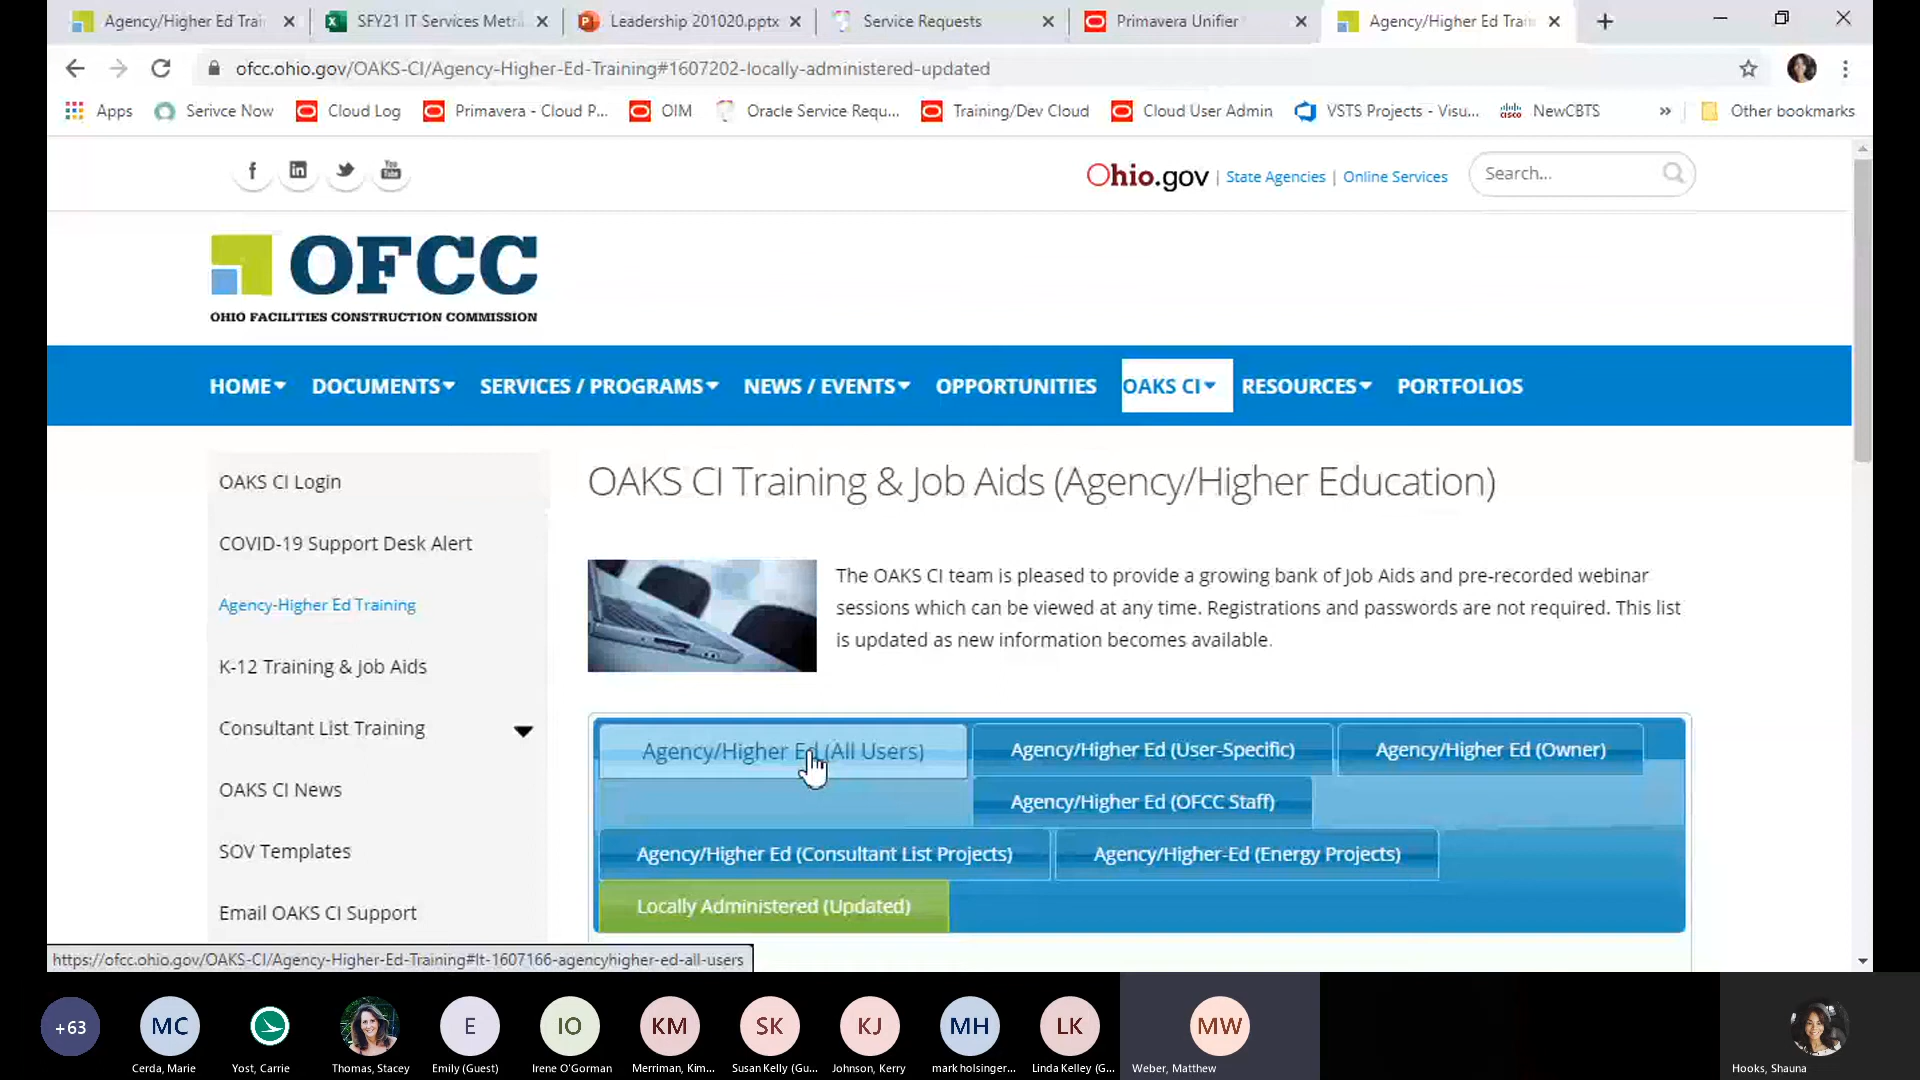 Agency/Higher Ed Trai
SFY21 IT Services Metri
Leadership 201020.pptx
Service Requests
Primavera Unifier
Agency/Higher Ed Train
ofcc.ohio.gov/OAKS-CI/Agency-Higher-Ed-Training#1607202-locally-administered-updated
Apps
Serivce Now
Cloud Log
Primavera - Cloud P...
OIM
Oracle Service Requ...
Training/Dev Cloud
Cloud User Admin
VSTS Projects - Visu...
cisco
NewCBTS
»
Other bookmarks
f
in
You Tube
Ohio.gov | State Agencies | Online Services
Search...
OFCC
OHIO FACILITIES CONSTRUCTION COMMISSION
HOME DOCUMENTS SERVICES / PROGRAMS NEWS / EVENTS OPPORTUNITIES OAKS CI RESOURCES PORTFOLIOS
OAKS CI Login
COVID-19 Support Desk Alert
Agency-Higher Ed Training
K-12 Training & Job Aids
Consultant List Training
OAKS CI News
SOV Templates
Email OAKS CI Support
OAKS CI Training & Job Aids (Agency/Higher Education)
The OAKS CI team is pleased to provide a growing bank of Job Aids and pre-recorded webinar
sessions which can be viewed at any time. Registrations and passwords are not required. This list
is updated as new information becomes available.
Agency/Higher Ed (All Users)
Agency/Higher Ed (User-Specific)
Agency/Higher Ed (Owner)
Agency/Higher Ed (OFCC Staff)
Agency/Higher Ed (Consultant List Projects)
Agency/Higher-Ed (Energy Projects)
Locally Administered (Updated)
https://ofcc.ohio.gov/OAKS-CI/Agency-Higher-Ed-Training#lt-1607166-agencyhigher-ed-all-users
+63
MC
E
IO
KM
SK
KJ
MH
LK
MW
Cerda, Marie
Yost, Carrie
Thomas, Stacey
Emily (Guest)
Irene O'Gorman
Merriman, Kim...
Susan Kelly (Gu...
Johnson, Kerry
mark holsinger...
Linda Kelley (G...
Weber, Matthew
Hooks, Shauna